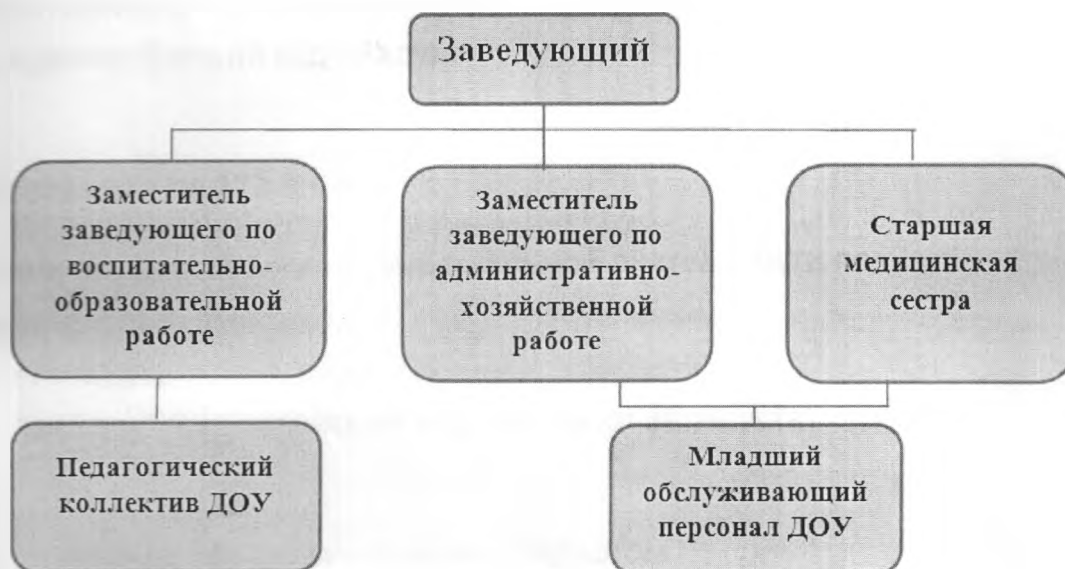 Заведующий
Заместитель
заведующего по
воспитательно-
образовательной
работе
Заместитель
заведующего по
административно-
хозяйственной
работе
Старшая
медицинская
сестра
Педагогический
коллектив ДОУ
Младший
обслуживающий
персонал ДОУ